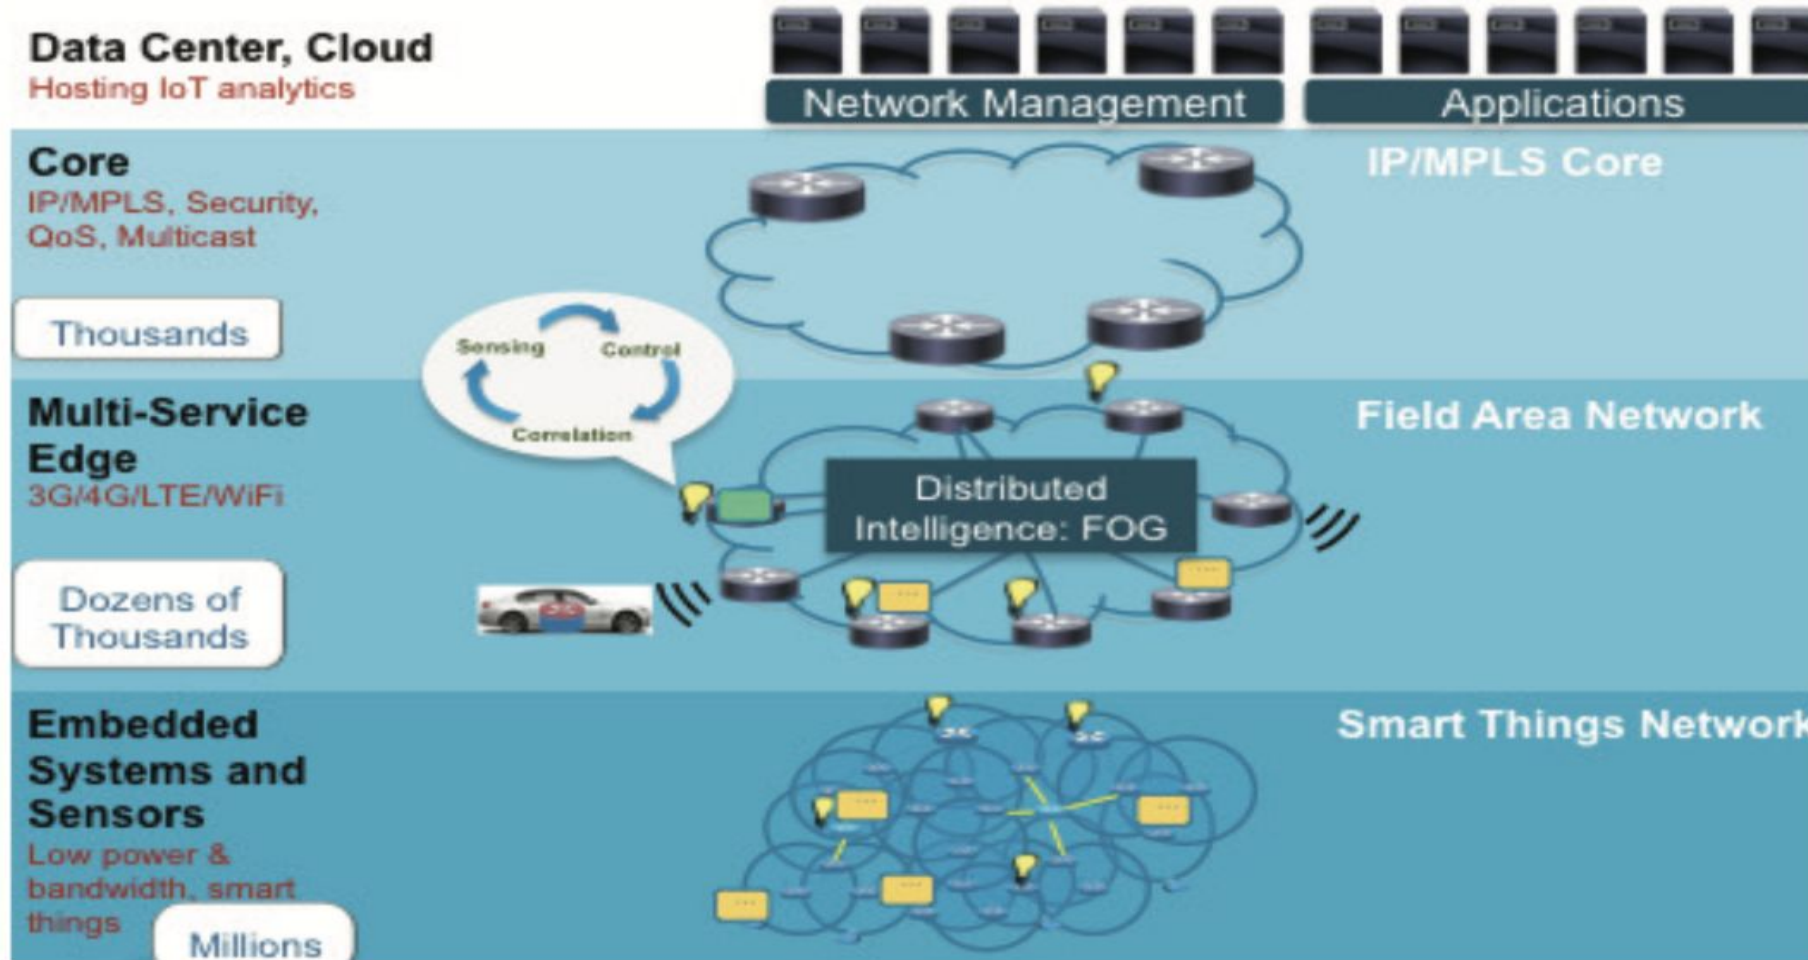 Data Center, Cloud
Hosting IoT analytics
Network Management
Applications
Core
IP/MPLS, Security,
QoS, Multicast
IP/MPLS Core
Thousands
Sensing
Control
Correlation
Multi-Service
Edge
3G/4G/LTE/WiFi
Field Area Network
Distributed
Intelligence: FOG
Dozens of
Thousands
Embedded
Systems and
Sensors
Low power &
bandwidth, smart
things
Smart Things Network
Millions